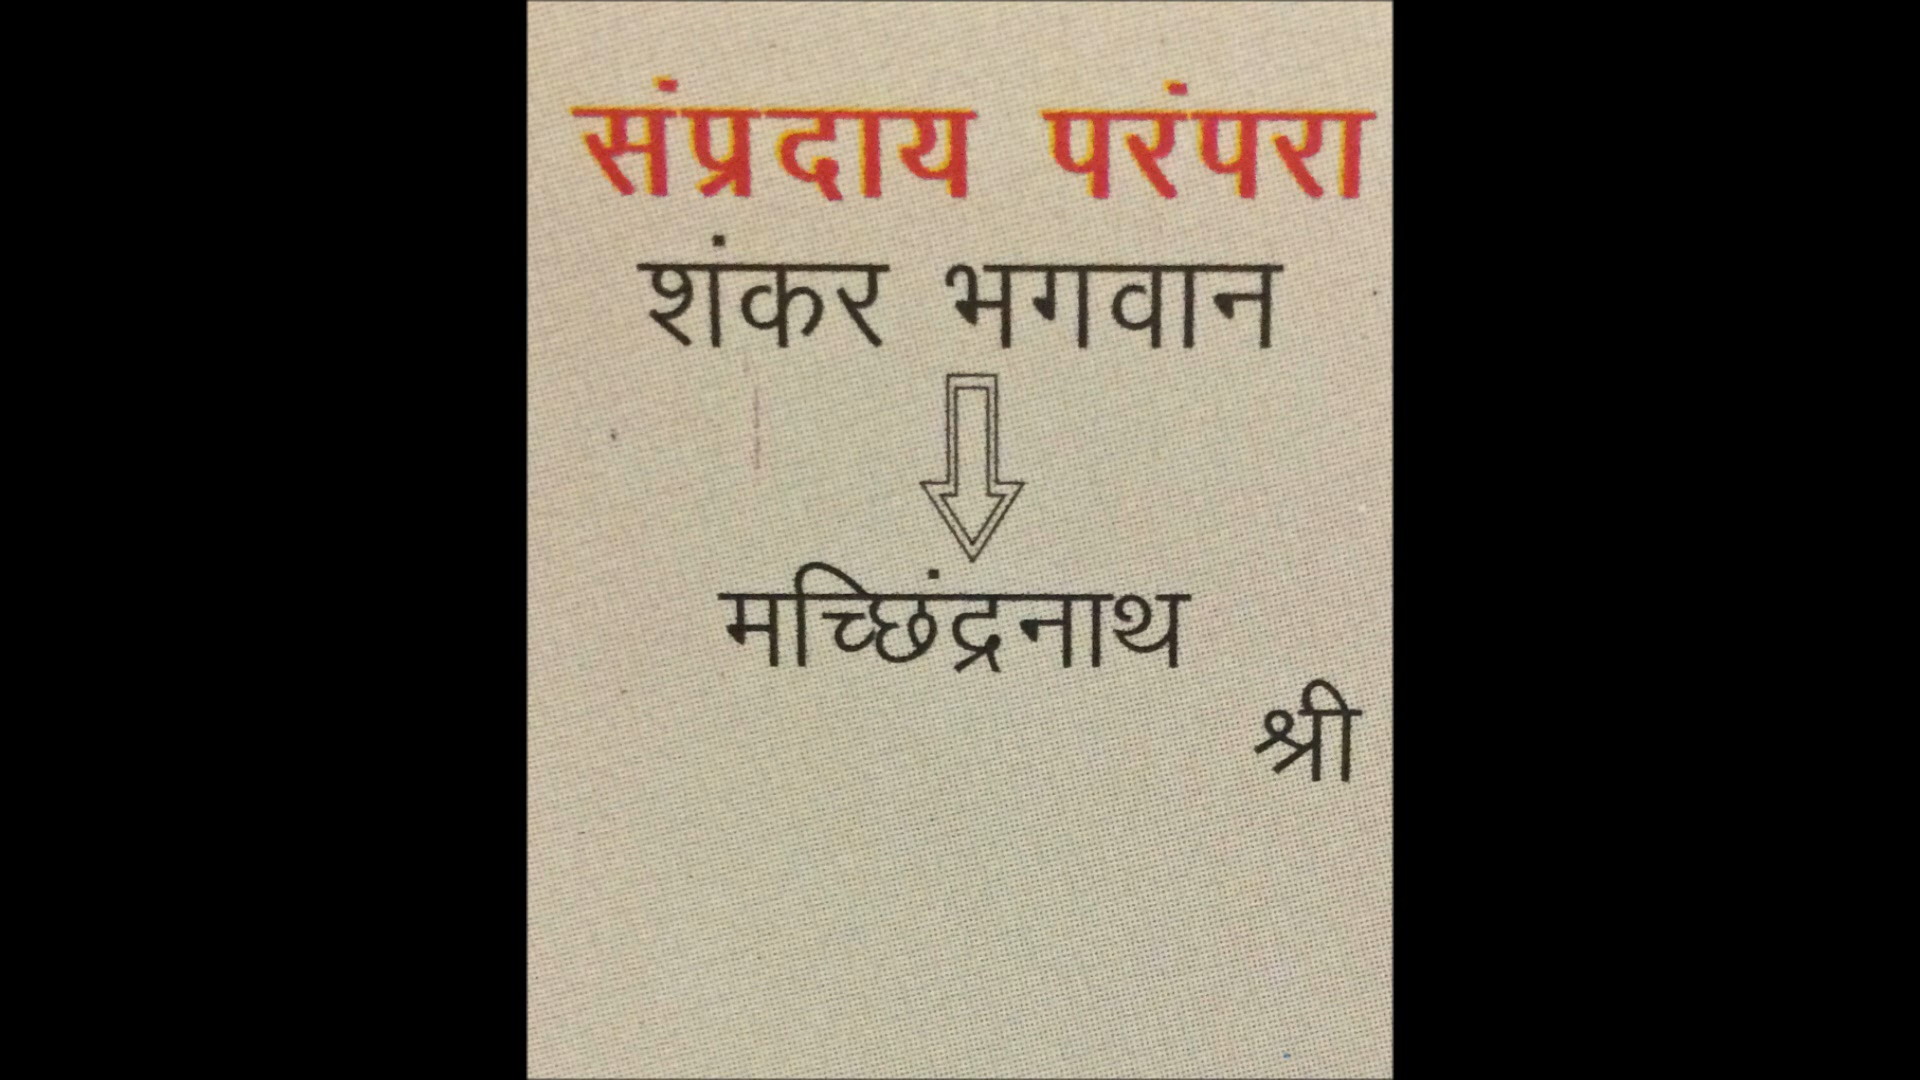 संप्रदाय परंपरा
शंकर भगवान
मच्छिंद्रनाथ
श्री